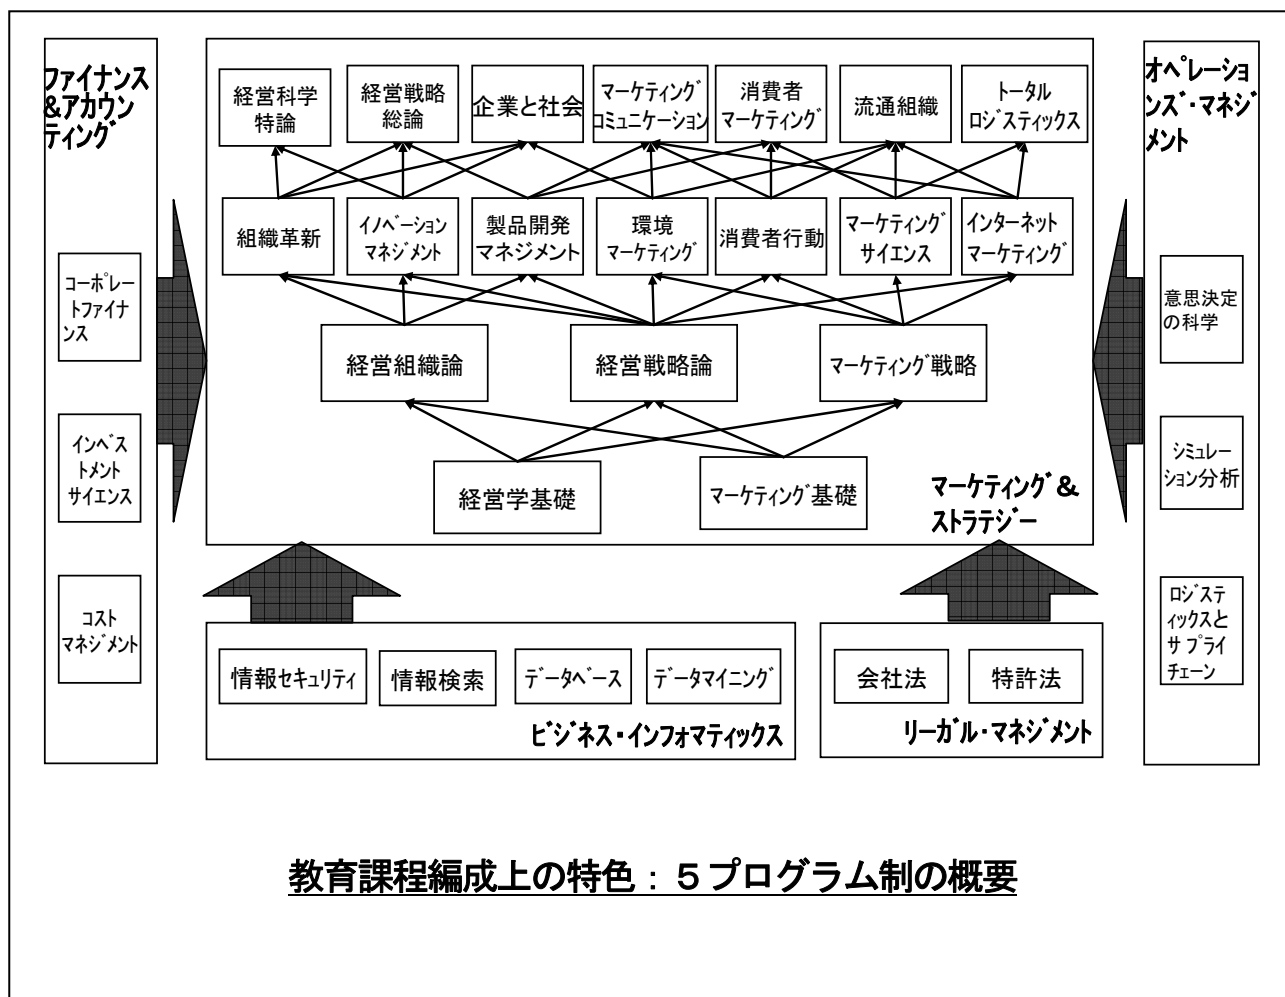 ファイナンス
&アカウン
ティング
コーポレー
トファイナ
ンス
インベス
トメント
サイエンス
コスト
マネジメント
経営科学
特論
経営戦略
総論
企業と社会
マーケティング
コミュニケーション
消費者
マーケティング
流通組織
トータル
ロジスティックス
組織革新
イノベーション
マネジメント
製品開発
マネジメント
環境
マーケティング
消費者行動
マーケティング
サイエンス
インターネット
マーケティング
経営組織論
経営戦略論
マーケティング戦略
経営学基礎
マーケティング基礎
マーケティング&
ストラテジー
オペレーショ
ンズ・マネジ
メント
意思決定
の科学
シミュレー
ション分析
ロジステ
ィックスと
サプライ
チェーン
情報セキュリティ
情報検索
データベース
データマイニング
ビジネス・インフォマティックス
会社法
特許法
リーガル・マネジメント
教育課程編成上の特色:5プログラム制の概要